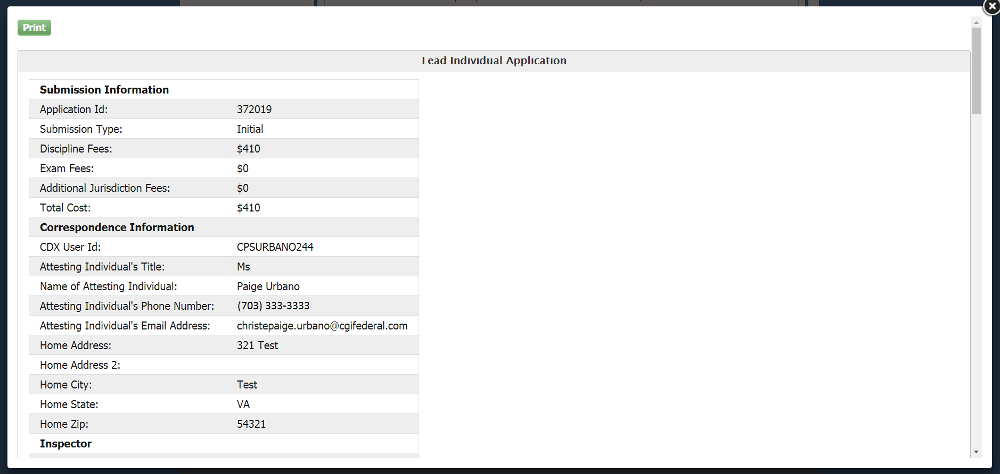 Print
Lead Individual Application
Submission Information
Application Id: 372019
Submission Type: Initial
Discipline Fees: $410
Exam Fees: $0
Additional Jurisdiction Fees: $0
Total Cost: $410
Correspondence Information
CDX User Id: CPSURBANO244
Attesting Individual's Title: Ms
Name of Attesting Individual: Paige Urbano
Attesting Individual's Phone Number: (703) 333-3333
Attesting Individual's Email Address: christepaige.urbano@cgifederal.com
Home Address: 321 Test
Home Address 2:
Home City: Test
Home State: VA
Home Zip: 54321
Inspector